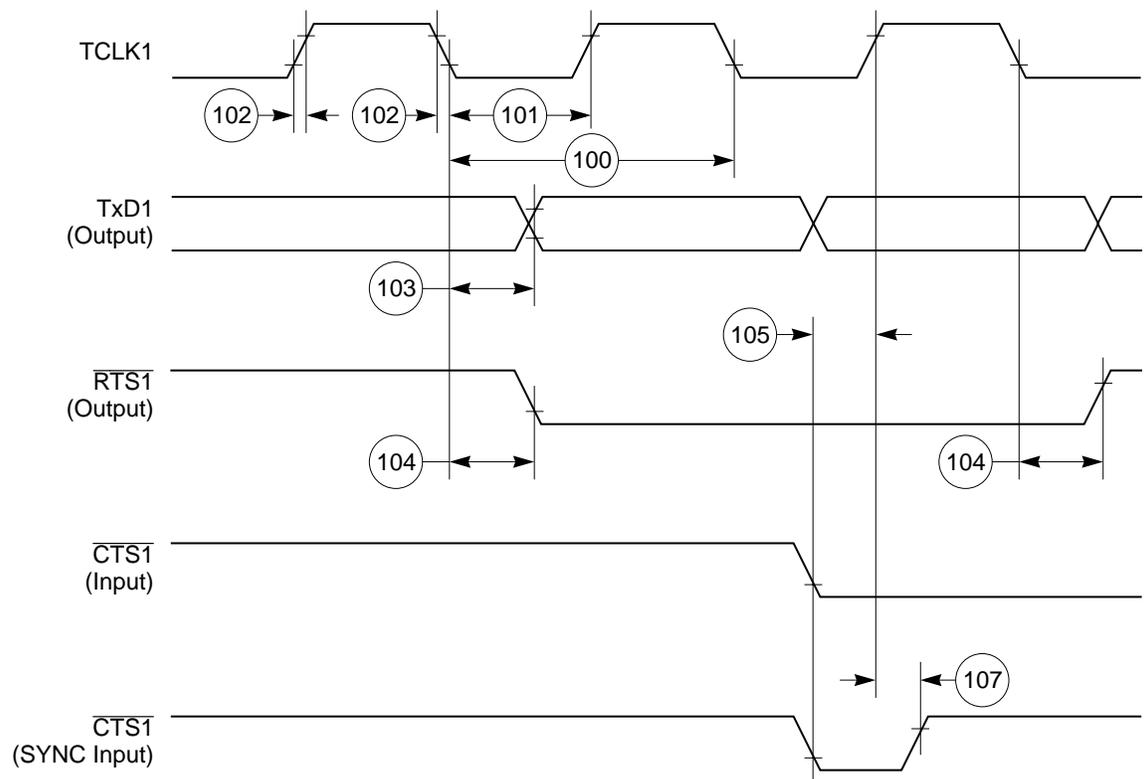 TCLK1
102
102
101
100
TxD1
(Output)
103
105
RTS1
(Output)
104
104
CTS1
(Input)
107
CTS1
(SYNC Input)